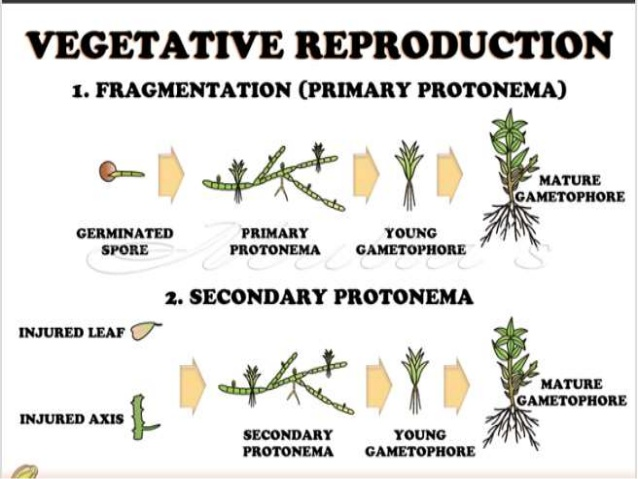 VEGETATIVE REPRODUCTION
1. FRAGMENTATION (PRIMARY PROTONEMA)
GERMINATED
SPORE
PRIMARY
PROTONEMA
YOUNG
GAMETOPHORE
MATURE
GAMETOPHORE
2. SECONDARY PROTONEMA
INJURED LEAF
INJURED AXIS
SECONDARY
PROTONEMA
YOUNG
GAMETOPHORE
MATURE
GAMETOPHORE